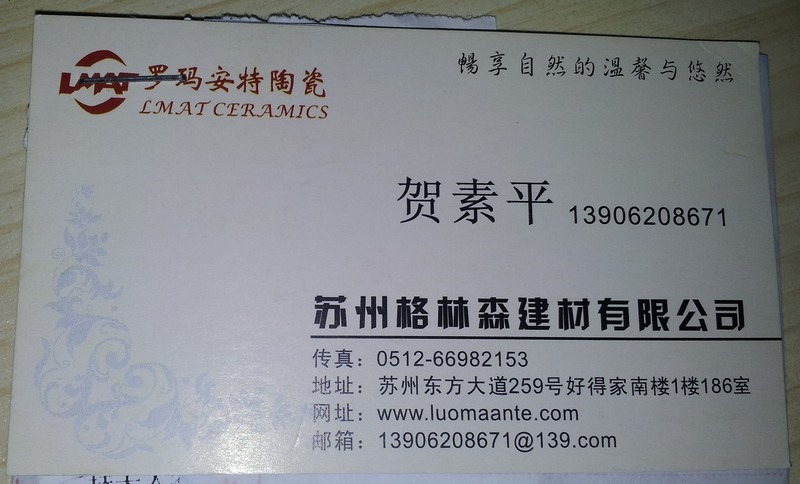 LMAT 罗玛安特陶瓷
LMAT CERAMICS
暢享自然的温馨与悠然
贺素平 13906208671
苏州格林森建材有限公司
传真：0512-66982153
地址：苏州东方大道259号好得家南楼1楼186室
网址：www.luomaante.com
邮箱：13906208671@139.com